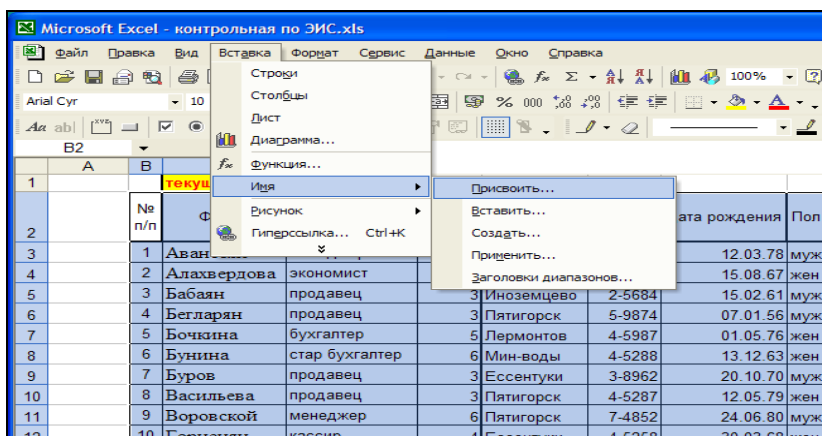 Microsoft Excel - контрольная по ЭИС.xls
Файл Правка Вид Вставка Формат Сервис Данные Окно Справка
100%
Arial Cyr 10 % 000
Aa ab|
B2
Строки
Столбцы
Лист
Диаграмма...
Функция...
Имя
Рисунок
Гиперссылка... Ctrl+K
Присвоить...
Вставить...
Создать...
Применить...
Заголовки диапазонов...
A B
1
2 № п/п ата рождения Пол
3 1 12.03.78 муж
4 2 Алахвердова экономист 15.08.67 жен
5 3 Бабаян продавец 3 Иноземцево 2-5684 15.02.61 муж
6 4 Бегларян продавец 3 Пятигорск 5-9874 07.01.56 муж
7 5 Бочкина бухгалтер 5 Лермонтов 4-5987 01.05.76 жен
8 6 Бунина стар бухгалтер 6 Мин-воды 4-5288 13.12.63 жен
9 7 Буров продавец 3 Ессентуки 3-8962 20.10.70 муж
10 8 Васильева продавец 3 Пятигорск 4-5287 12.05.79 жен
11 9 Воровской менеджер 6 Пятигорск 7-4852 24.06.80 муж